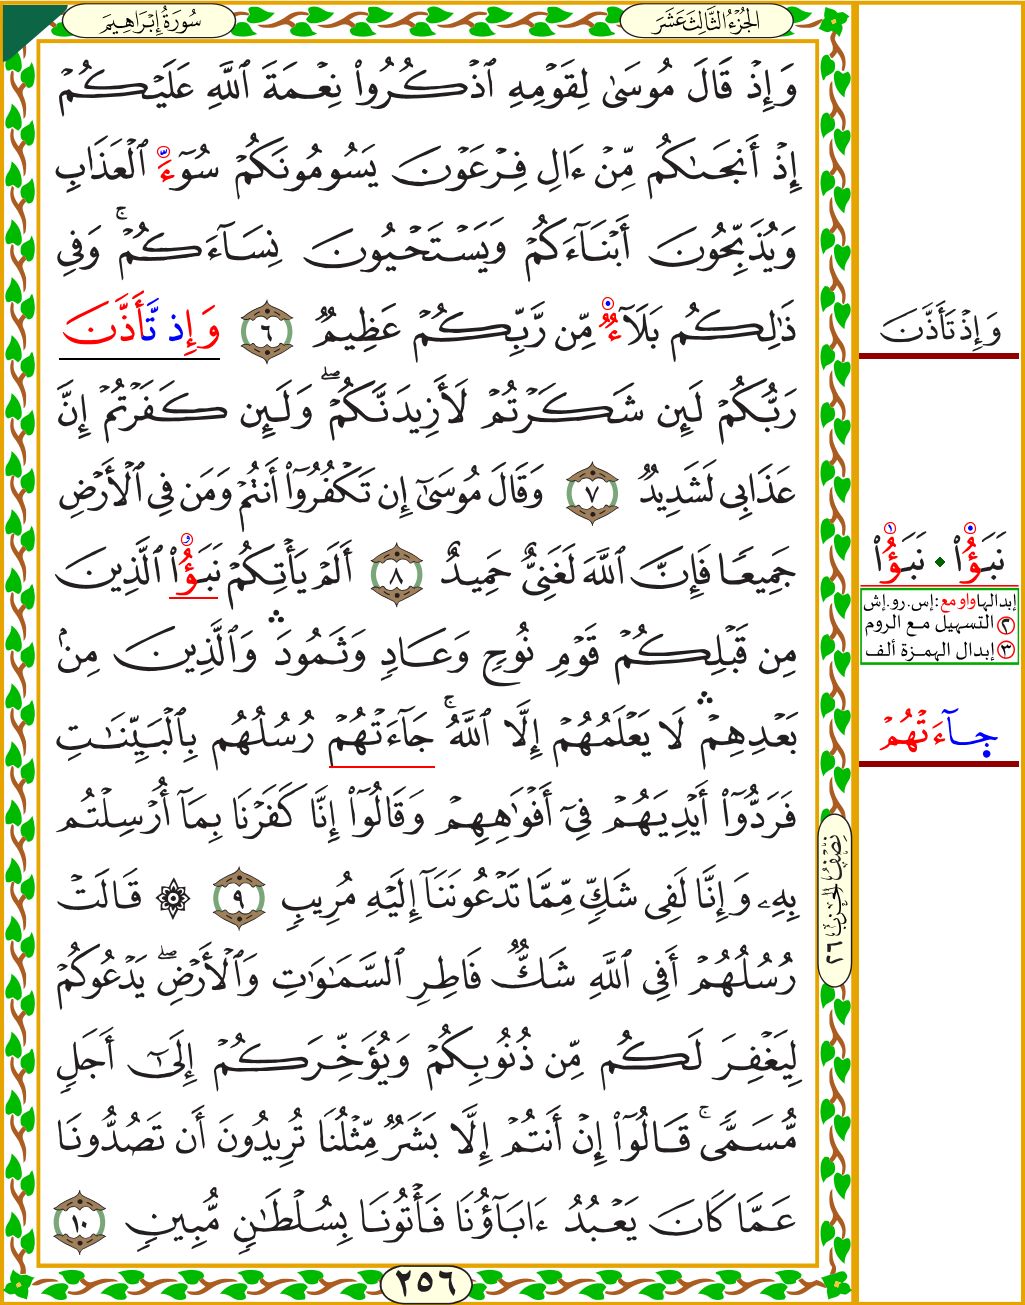 سُورَةُ إِبْرَاهِيمَ
الجُزْءُ الثَّالِثَ عَشَرَ
وَإِذْ قَالَ مُوسَىٰ لِقَوْمِهِ ٱذْكُرُوا۟ نِعْمَةَ ٱللَّهِ عَلَيْكُمْ
إِذْ أَنجَىٰكُم مِّنْ ءَالِ فِرْعَوْنَ يَسُومُونَكُمْ سُوٓءَ ٱلْعَذَابِ
وَيُذَبِّحُونَ أَبْنَآءَكُمْ وَيَسْتَحْيُونَ نِسَآءَكُمْ ۚ وَفِى
ذَٰلِكُم بَلَآءٌ مِّن رَّبِّكُمْ عَظِيمٌ ٦ وَإِذ تَّأَذَّنَ
رَبُّكُمْ لَئِن شَكَرْتُمْ لَأَزِيدَنَّكُمْ ۖ وَلَئِن كَفَرْتُمْ إِنَّ
عَذَابِى لَشَدِيدٌ ٧ وَقَالَ مُوسَىٰٓ إِن تَكْفُرُوٓا۟ أَنتُمْ وَمَن فِى ٱلْأَرْضِ
جَمِيعًا فَإِنَّ ٱللَّهَ لَغَنِىٌّ حَمِيدٌ ٨ أَلَمْ يَأْتِكُمْ نَبَؤُا۟ ٱلَّذِينَ
مِن قَبْلِكُمْ قَوْمِ نُوحٍ وَعَادٍ وَثَمُودَ ۛ وَٱلَّذِينَ مِنۢ
بَعْدِهِمْ ۛ لَا يَعْلَمُهُمْ إِلَّا ٱللَّهُ ۚ جَآءَتْهُمْ رُسُلُهُم بِٱلْبَيِّنَٰتِ
فَرَدُّوٓا۟ أَيْدِيَهُمْ فِىٓ أَفْوَٰهِهِمْ وَقَالُوٓا۟ إِنَّا كَفَرْنَا بِمَآ أُرْسِلْتُم
بِهِۦ وَإِنَّا لَفِى شَكٍّ مِّمَّا تَدْعُونَنَآ إِلَيْهِ مُرِيبٍ ٩ ۞ قَالَتْ
رُسُلُهُمْ أَفِى ٱللَّهِ شَكٌّ فَاطِرِ ٱلسَّمَٰوَٰتِ وَٱلْأَرْضِ ۖ يَدْعُوكُمْ
لِيَغْفِرَ لَكُم مِّن ذُنُوبِكُمْ وَيُؤَخِّرَكُمْ إِلَىٰٓ أَجَلٍ
مُّسَمًّى ۚ قَالُوٓا۟ إِنْ أَنتُمْ إِلَّا بَشَرٌ مِّثْلُنَا تُرِيدُونَ أَن تَصُدُّونَا
عَمَّا كَانَ يَعْبُدُ ءَابَآؤُنَا فَأْتُونَا بِسُلْطَٰنٍ مُّبِينٍ ١٠
٢٥٦
نِصْفُ الحِزْبِ ٢٦
وَإِذْ تَأَذَّنَ
نَبَؤُا۟ نَبَؤُا۟
إبدالها واو مع: إس. رو. إش
٢ التسهيل مع الروم
٣ إبدال الهمزة ألف
جَآءَتْهُمْ